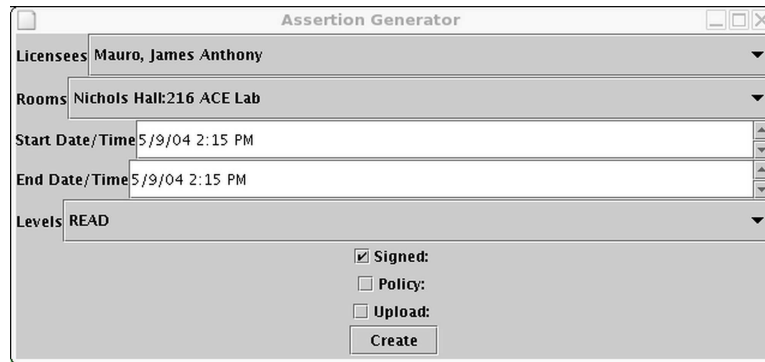 Assertion Generator
Licensees Mauro, James Anthony
Rooms Nichols Hall:216 ACE Lab
Start Date/Time 5/9/04 2:15 PM
End Date/Time 5/9/04 2:15 PM
Levels READ
Signed:
Policy:
Upload:
Create